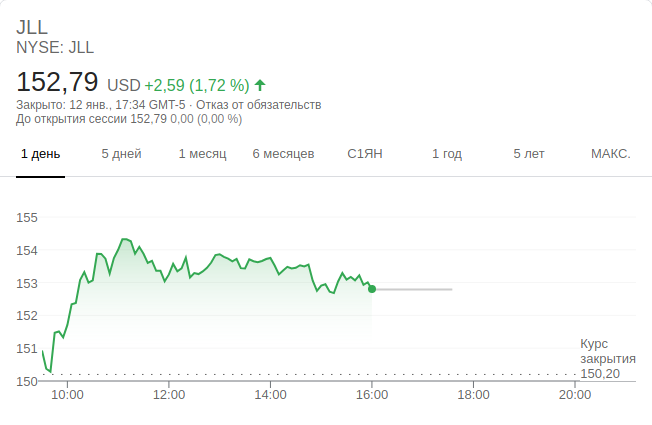 JLL
NYSE: JLL
152,79 USD +2,59 (1,72 %)
Закрыто: 12 янв., 17:34 GMT-5 · Отказ от обязательств
До открытия сессии 152,79 0,00 (0,00 %)
1 день 5 дней 1 месяц 6 месяцев С1ЯН 1 год 5 лет МАКС.
155
154
153
152
151
150
Курс
закрытия
150,20
10:00 12:00 14:00 16:00 18:00 20:00